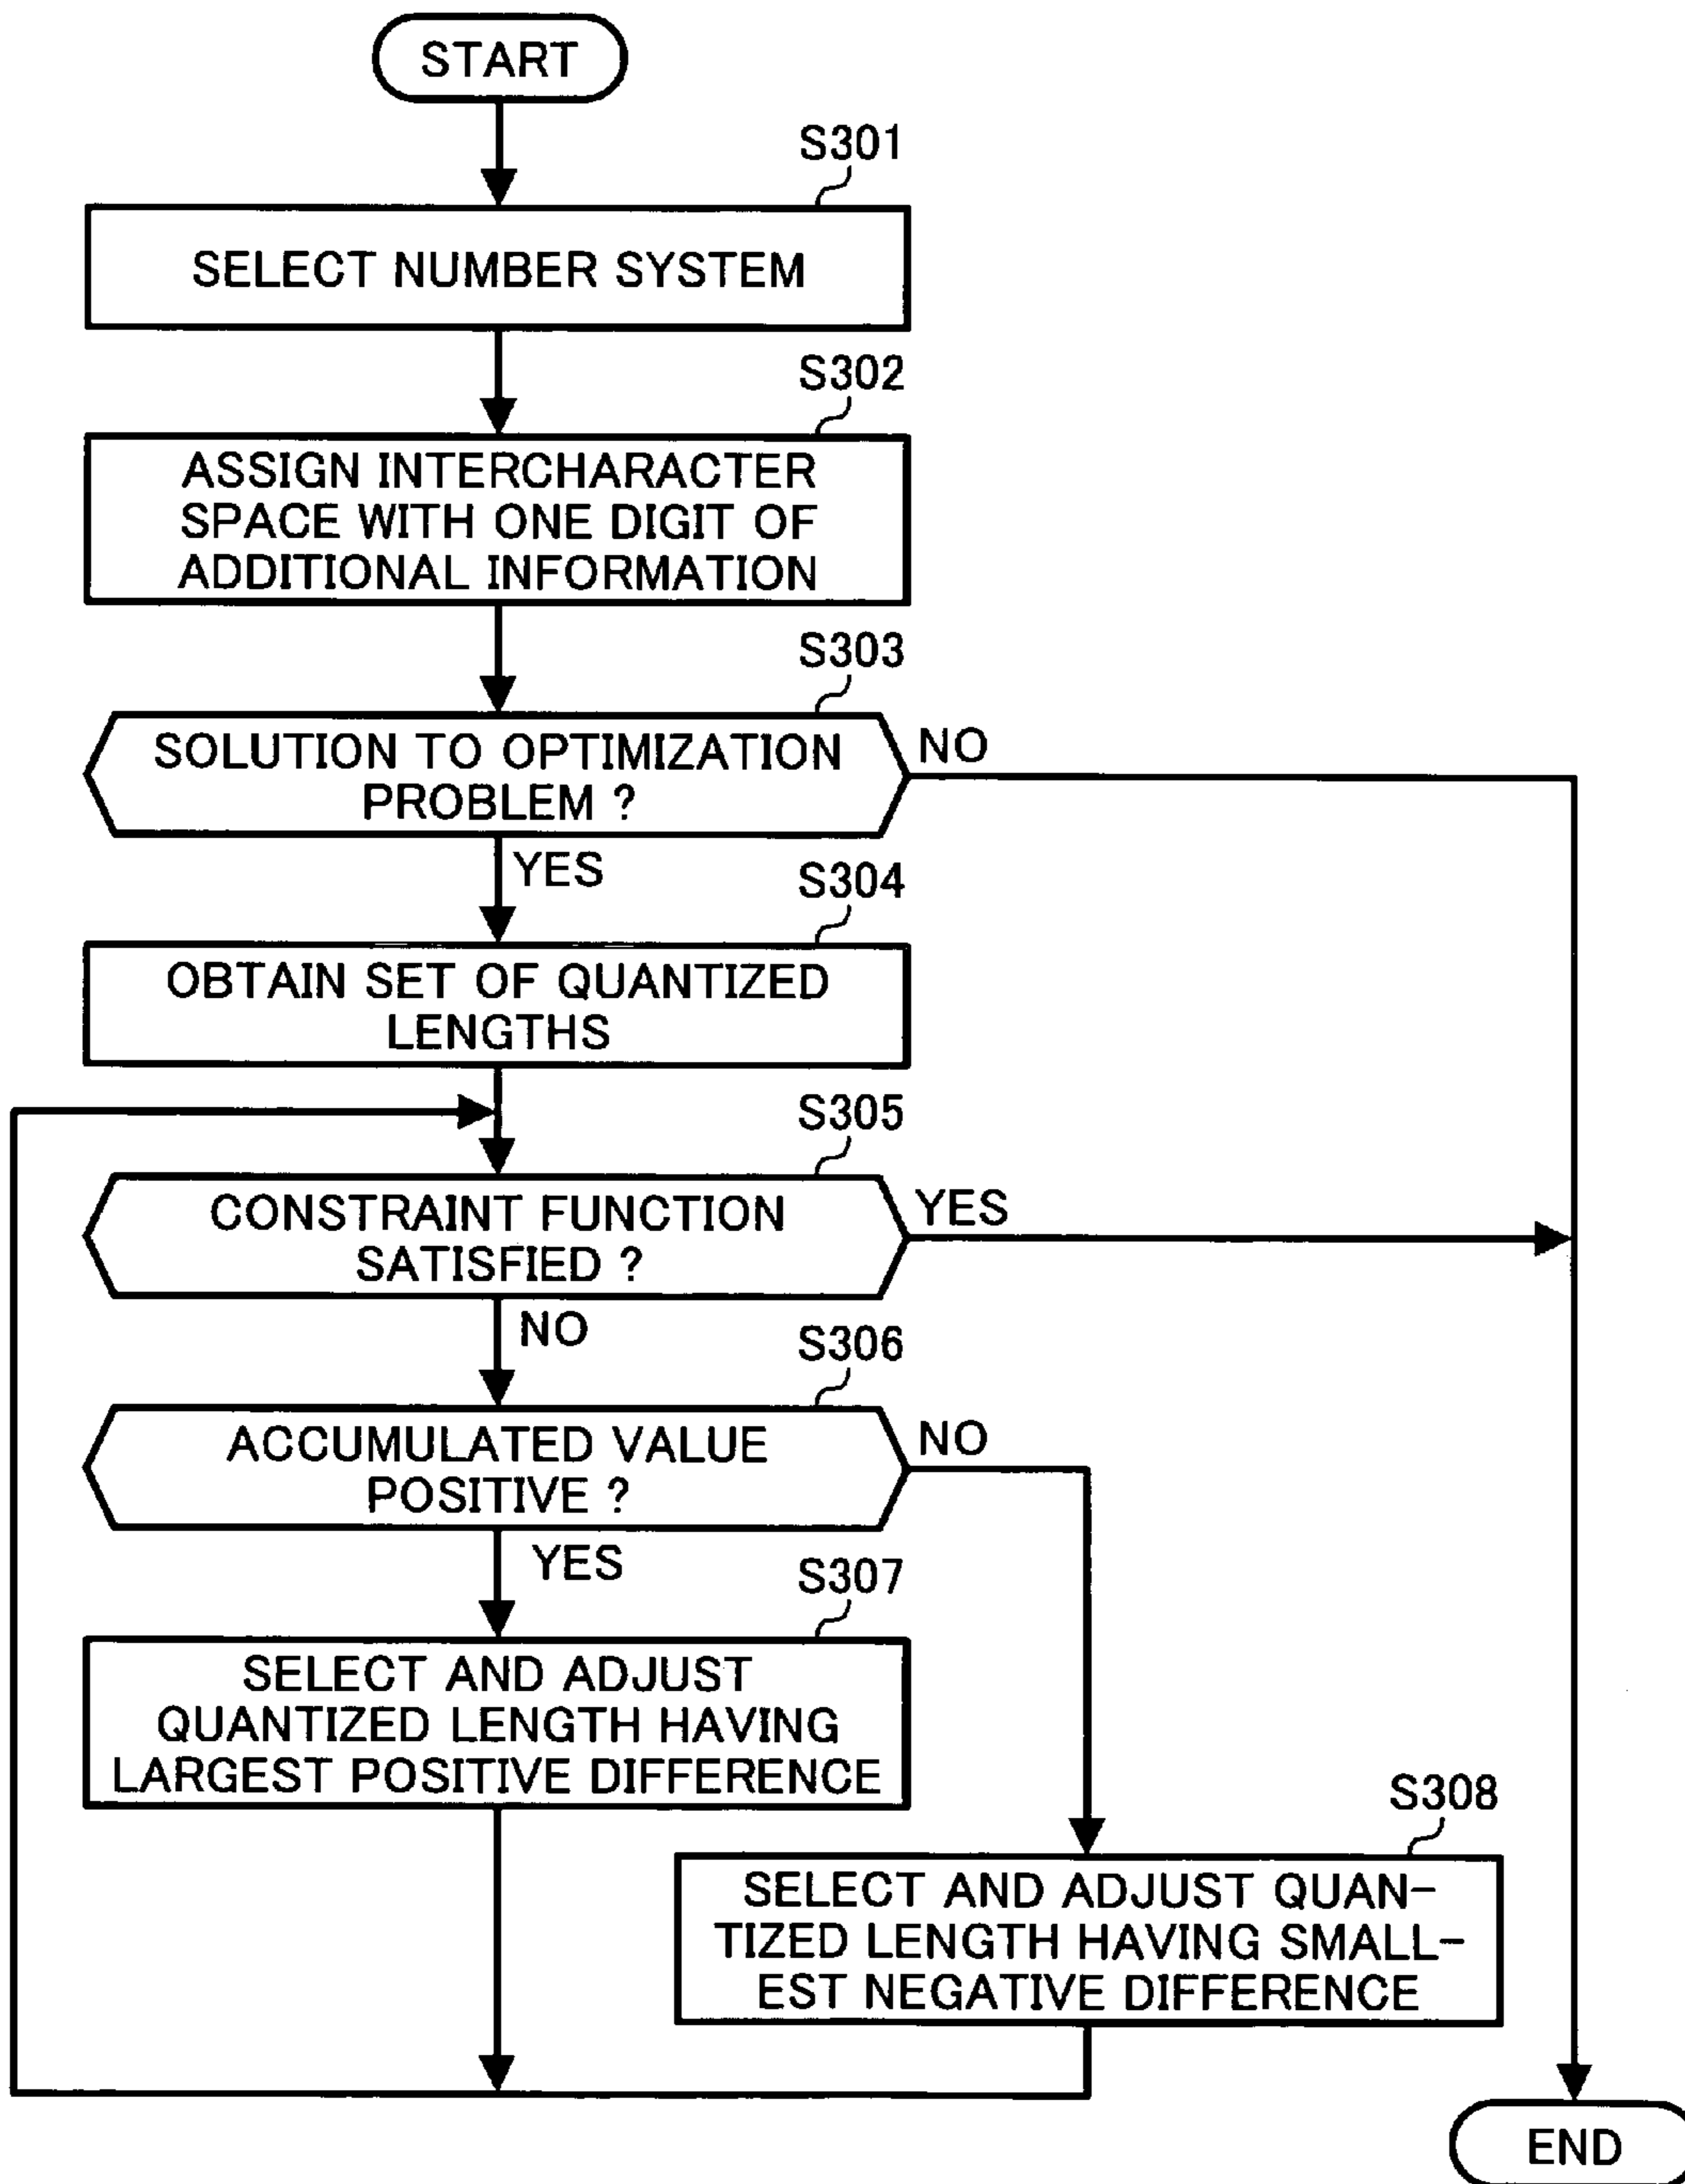 START
S301
SELECT NUMBER SYSTEM
S302
ASSIGN INTERCHARACTER
SPACE WITH ONE DIGIT OF
ADDITIONAL INFORMATION
S303
SOLUTION TO OPTIMIZATION
PROBLEM ?
NO
YES
S304
OBTAIN SET OF QUANTIZED
LENGTHS
S305
CONSTRAINT FUNCTION
SATISFIED ?
YES
NO
S306
ACCUMULATED VALUE
POSITIVE ?
NO
YES
S307
SELECT AND ADJUST
QUANTIZED LENGTH HAVING
LARGEST POSITIVE DIFFERENCE
S308
SELECT AND ADJUST QUAN-
TIZED LENGTH HAVING SMALL-
EST NEGATIVE DIFFERENCE
END